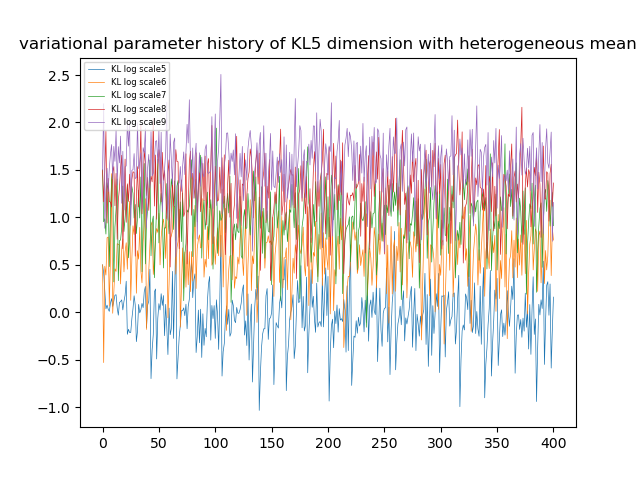 variational parameter history of KL5 dimension with heterogeneous mean
KL log scale5
KL log scale6
KL log scale7
KL log scale8
KL log scale9
2.5
2.0
1.5
1.0
0.5
0.0
−0.5
−1.0
0 50 100 150 200 250 300 350 400